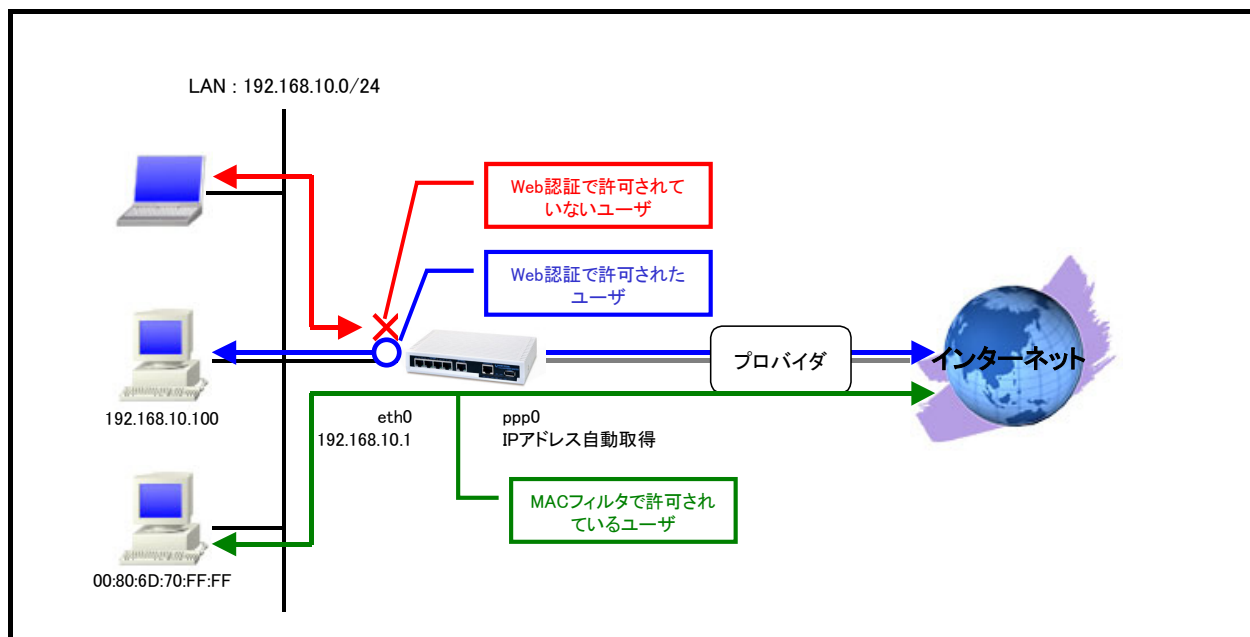 LAN : 192.168.10.0/24
Web認証で許可されて
いないユーザ
Web認証で許可された
ユーザ
プロバイダ
インターネット
192.168.10.100
eth0
192.168.10.1
ppp0
IPアドレス自動取得
MACフィルタで許可され
ているユーザ
00:80:6D:70:FF:FF